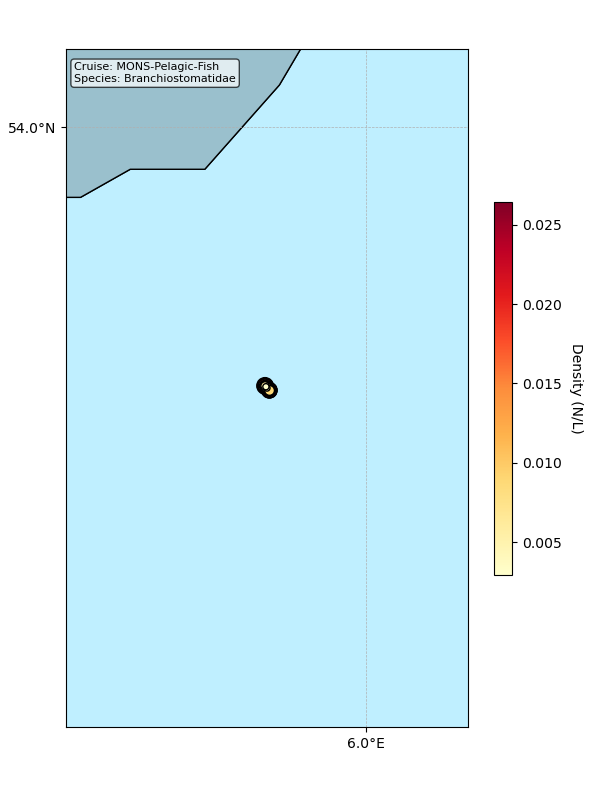 Cruise: MONS-Pelagic-Fish
Species: Branchiostomatidae
54.0°N
0.025
0.020
0.015
0.010
0.005
Density (N/L)
6.0°E